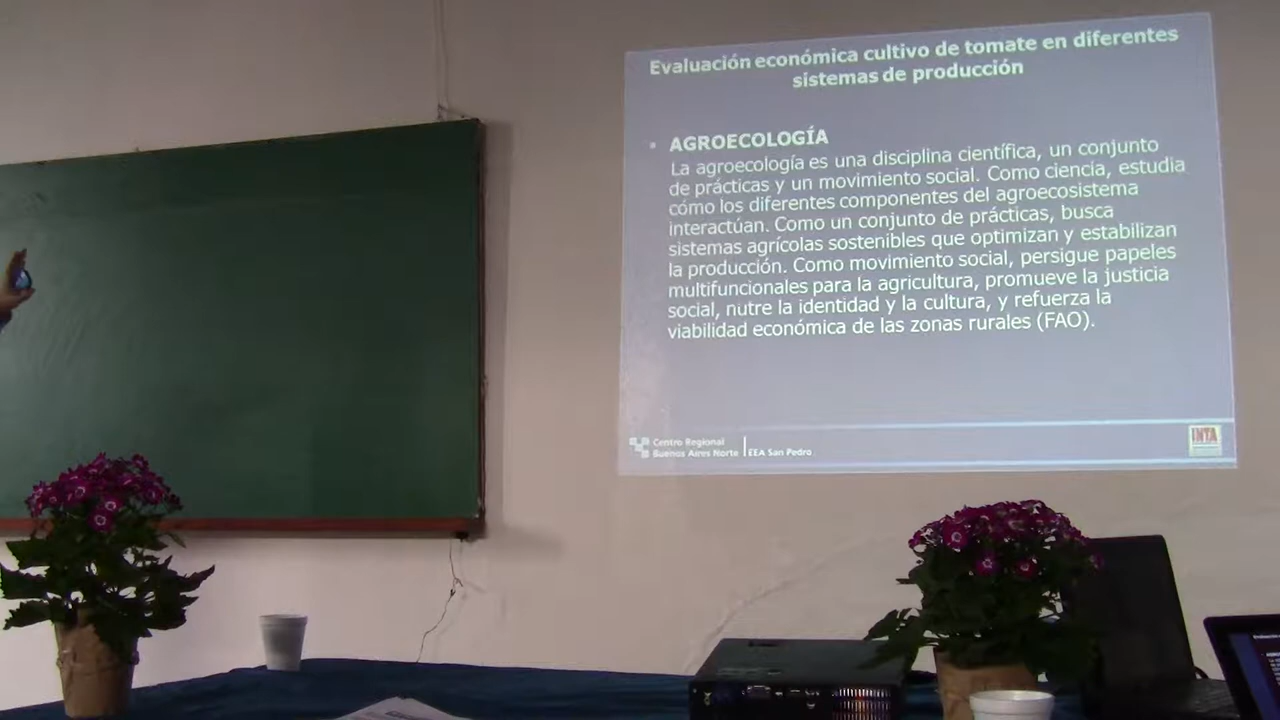 Evaluación económica cultivo de tomate en diferentes
sistemas de producción
• AGROECOLOGÍA
La agroecología es una disciplina científica, un conjunto
de prácticas y un movimiento social. Como ciencia, estudia
cómo los diferentes componentes del agroecosistema
interactúan. Como un conjunto de prácticas, busca
sistemas agrícolas sostenibles que optimizan y estabilizan
la producción. Como movimiento social, persigue papeles
multifuncionales para la agricultura, promueve la justicia
social, nutre la identidad y la cultura, y refuerza la
viabilidad económica de las zonas rurales (FAO).
Centro Regional
Buenos Aires Norte
EEA San Pedro
INTA